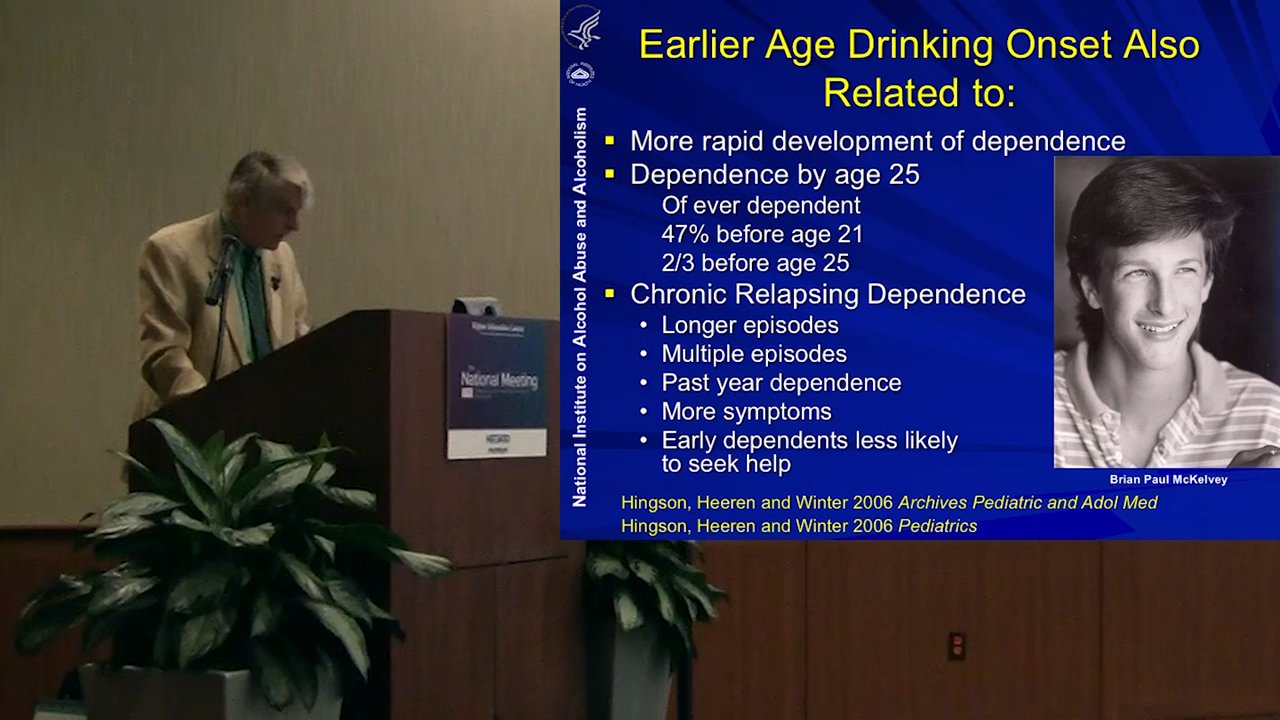 Earlier Age Drinking Onset Also
Related to:
More rapid development of dependence
Dependence by age 25
Of ever dependent
47% before age 21
2/3 before age 25
Chronic Relapsing Dependence
• Longer episodes
• Multiple episodes
• Past year dependence
• More symptoms
• Early dependents less likely
to seek help
Brian Paul McKelvey
Hingson, Heeren and Winter 2006 Archives Pediatric and Adol Med
Hingson, Heeren and Winter 2006 Pediatrics
National Institute on Alcohol Abuse and Alcoholism
National Meeting